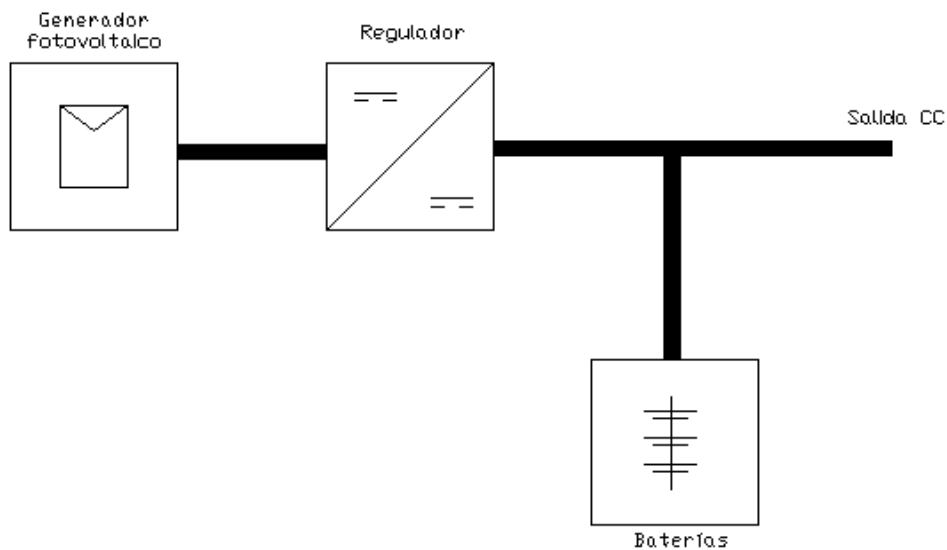 Generador
fotovoltaico
Regulador
Salida CC
Baterías